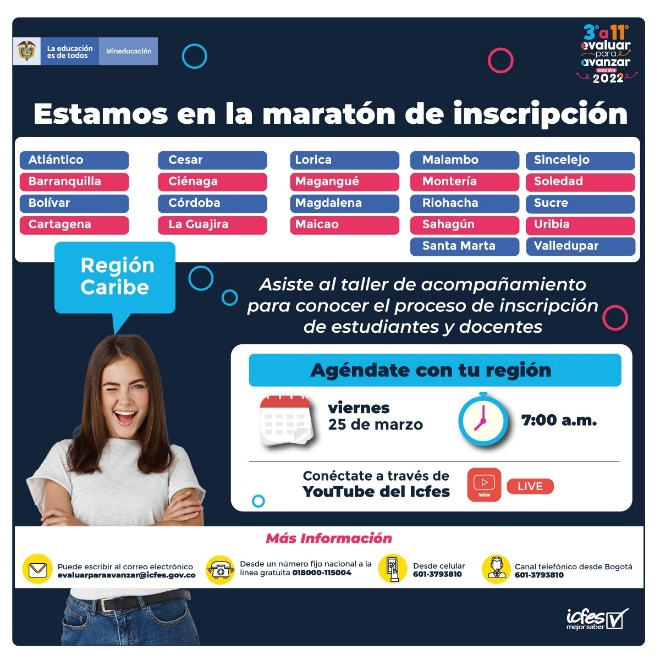 La educación
es de todos
Mineducación
3° a 11°
evaluar
para
avanzar
EDICIÓN
2022
Estamos en la maratón de inscripción
Atlántico
Barranquilla
Bolívar
Cartagena
Cesar
Ciénaga
Córdoba
La Guajira
Lorica
Magangué
Magdalena
Maicao
Malambo
Montería
Riohacha
Sahagún
Santa Marta
Sincelejo
Soledad
Sucre
Uribia
Valledupar
Región
Caribe
Asiste al taller de acompañamiento
para conocer el proceso de inscripción
de estudiantes y docentes
Agéndate con tu región
viernes
25 de marzo
7:00 a.m.
Conéctate a través de
YouTube del Icfes
YouTube
LIVE
Más Información
Puede escribir al correo electrónico
evaluarparaavanzar@icfes.gov.co
Desde un número fijo nacional a la
línea gratuita 018000-115004
Desde celular
601-3793810
Canal telefónico desde Bogotá
601-3793810
icfes
mejor saber